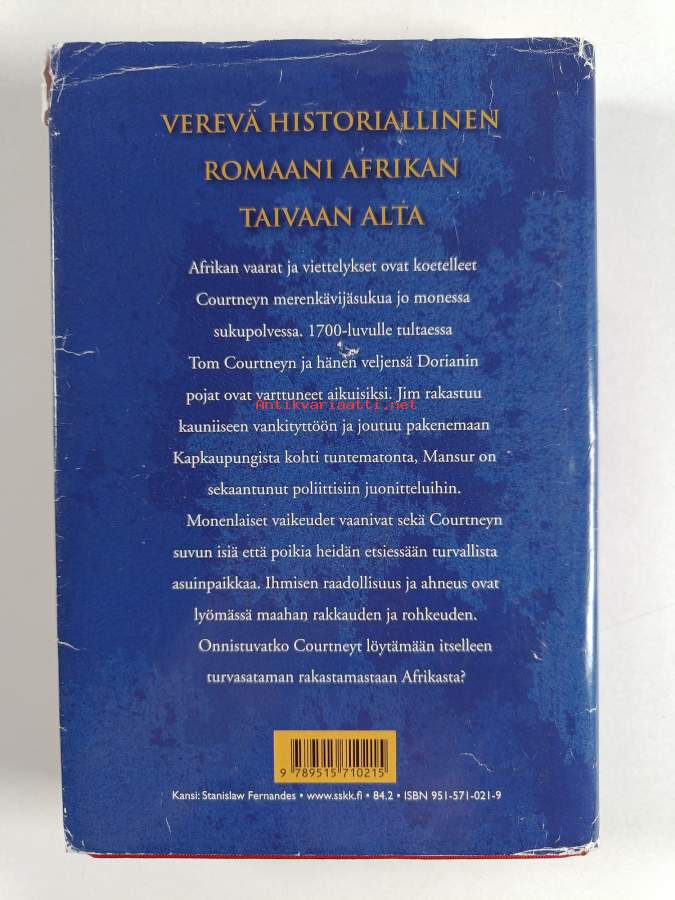 VEREVÄ HISTORIALLINEN
ROMAANI AFRIKAN
TAIVAAN ALTA
Afrikan vaarat ja viettelykset ovat koetelleet
Courtneyn merenkävijäsukua jo monessa
sukupolvessa. 1700-luvulle tultaessa
Tom Courtneyn ja hänen veljensä Dorianin
pojat ovat varttuneet aikuisiksi. Jim rakastuu
Antikvariaatti.net
kauniiseen vankityttöön ja joutuu pakenemaan
Kapkaupungista kohti tuntematonta, Mansur on
sekaantunut poliittisiin juonitteluihin.
Monenlaiset vaikeudet vaanivat sekä Courtneyn
suvun isiä että poikia heidän etsiessään turvallista
asuinpaikkaa. Ihmisen raadollisuus ja ahneus ovat
lyömässä maahan rakkauden ja rohkeuden.
Onnistuvatko Courtneyt löytämään itselleen
turvasataman rakastamastaan Afrikasta?
9 789515 710215
Kansi: Stanislaw Fernandes • www.sskk.fi • 84.2 • ISBN 951-571-021-9